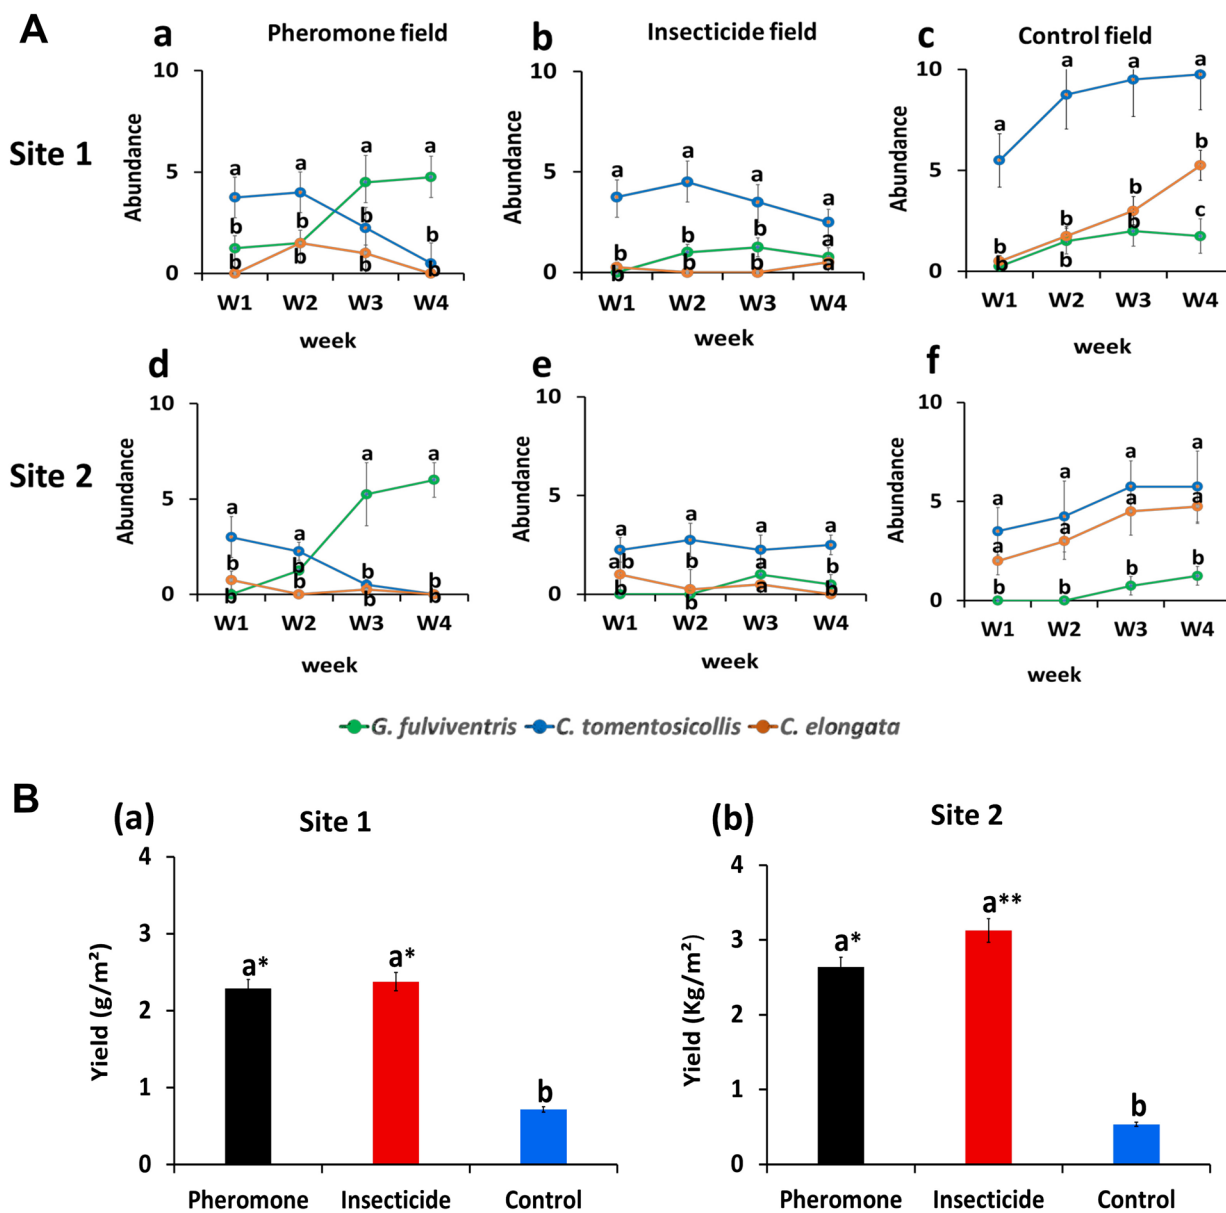 A
a Pheromone field
b Insecticide field
c Control field
Site 1
Abundance
10
5
0
a a a a
b b b b
b b b b
W1 W2 W3 W4
week
Abundance
10
5
0
a a a a
b b b a
b a
W1 W2 W3 W4
week
Abundance
10
5
0
a a a a
b b b b
b b b c
W1 W2 W3 W4
week
Site 2
d
Abundance
10
5
0
a a a a
b b b b
b b b
W1 W2 W3 W4
week
e
Abundance
10
5
0
a a a a
ab b a b
b b a b
W1 W2 W3 W4
week
f
Abundance
10
5
0
a a a a
a a a a
b b b b
W1 W2 W3 W4
week
G. fulviventris C. tomentosicollis C. elongata
B
(a) Site 1
Yield (g/m²)
4
3
2
1
0
a* a* b
Pheromone Insecticide Control
(b) Site 2
Yield (Kg/m²)
4
3
2
1
0
a* a** b
Pheromone Insecticide Control